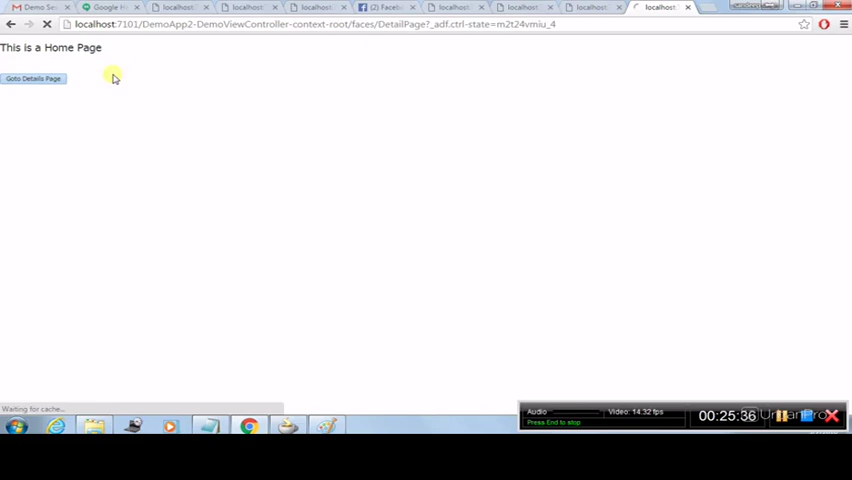 Demo Se
Google H
localhost:
localhost:
localhost:
(2) Facebo
localhost:
localhost:
localhost:
localhost:
localhost:7101/DemoApp2-DemoViewController-context-root/faces/DetailPage?_adf.ctrl-state=m2t24vmiu_4
This is a Home Page
Goto Details Page
Waiting for cache...
Audio
Video: 14.32 fps
Press End to stop
00:25:36